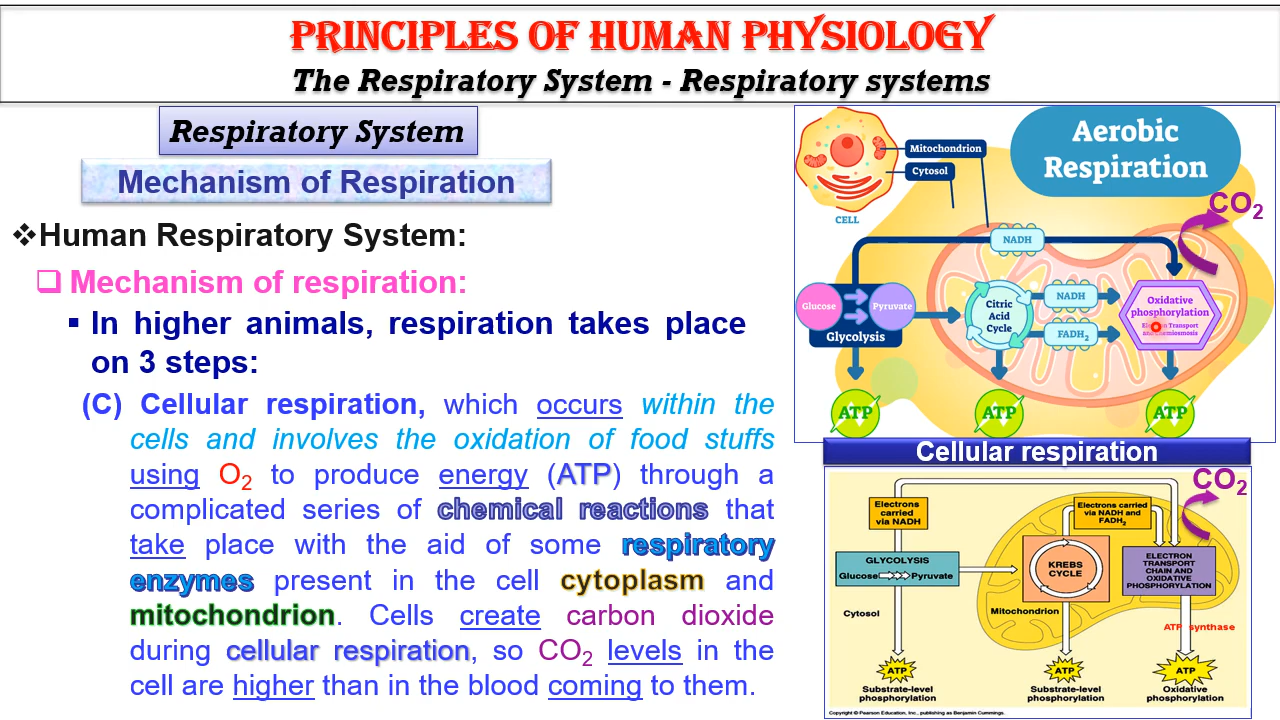 PRINCIPLES OF HUMAN PHYSIOLOGY
The Respiratory System - Respiratory systems
Respiratory System
Mechanism of Respiration
❖Human Respiratory System:
❑ Mechanism of respiration:
▪ In higher animals, respiration takes place
on 3 steps:
(C) Cellular respiration, which occurs within the
cells and involves the oxidation of food stuffs
using O₂ to produce energy (ATP) through a
complicated series of chemical reactions that
take place with the aid of some respiratory
enzymes present in the cell cytoplasm and
mitochondrion. Cells create carbon dioxide
during cellular respiration, so CO₂ levels in the
cell are higher than in the blood coming to them.
Aerobic
Respiration
Mitochondrion
Cytosol
CELL
CO₂
NADH
Glucose
Pyruvate
Glycolysis
Citric
Acid
Cycle
NADH
FADH₂
Oxidative
phosphorylation
Transport
ATP
ATP
ATP
Cellular respiration
CO₂
Electrons
carried
via NADH
Electrons carried
via NADH and
FADH₂
GLYCOLYSIS
Glucose
Pyruvate
KREBS
CYCLE
ELECTRON
TRANSPORT
CHAIN AND
OXIDATIVE
PHOSPHORYLATION
Cytosol
Mitochondrion
ATP synthase
ATP
ATP
ATP
Substrate-level
phosphorylation
Substrate-level
phosphorylation
Oxidative
phosphorylation
Copyright © Pearson Education, Inc., publishing as Benjamin Cummings.